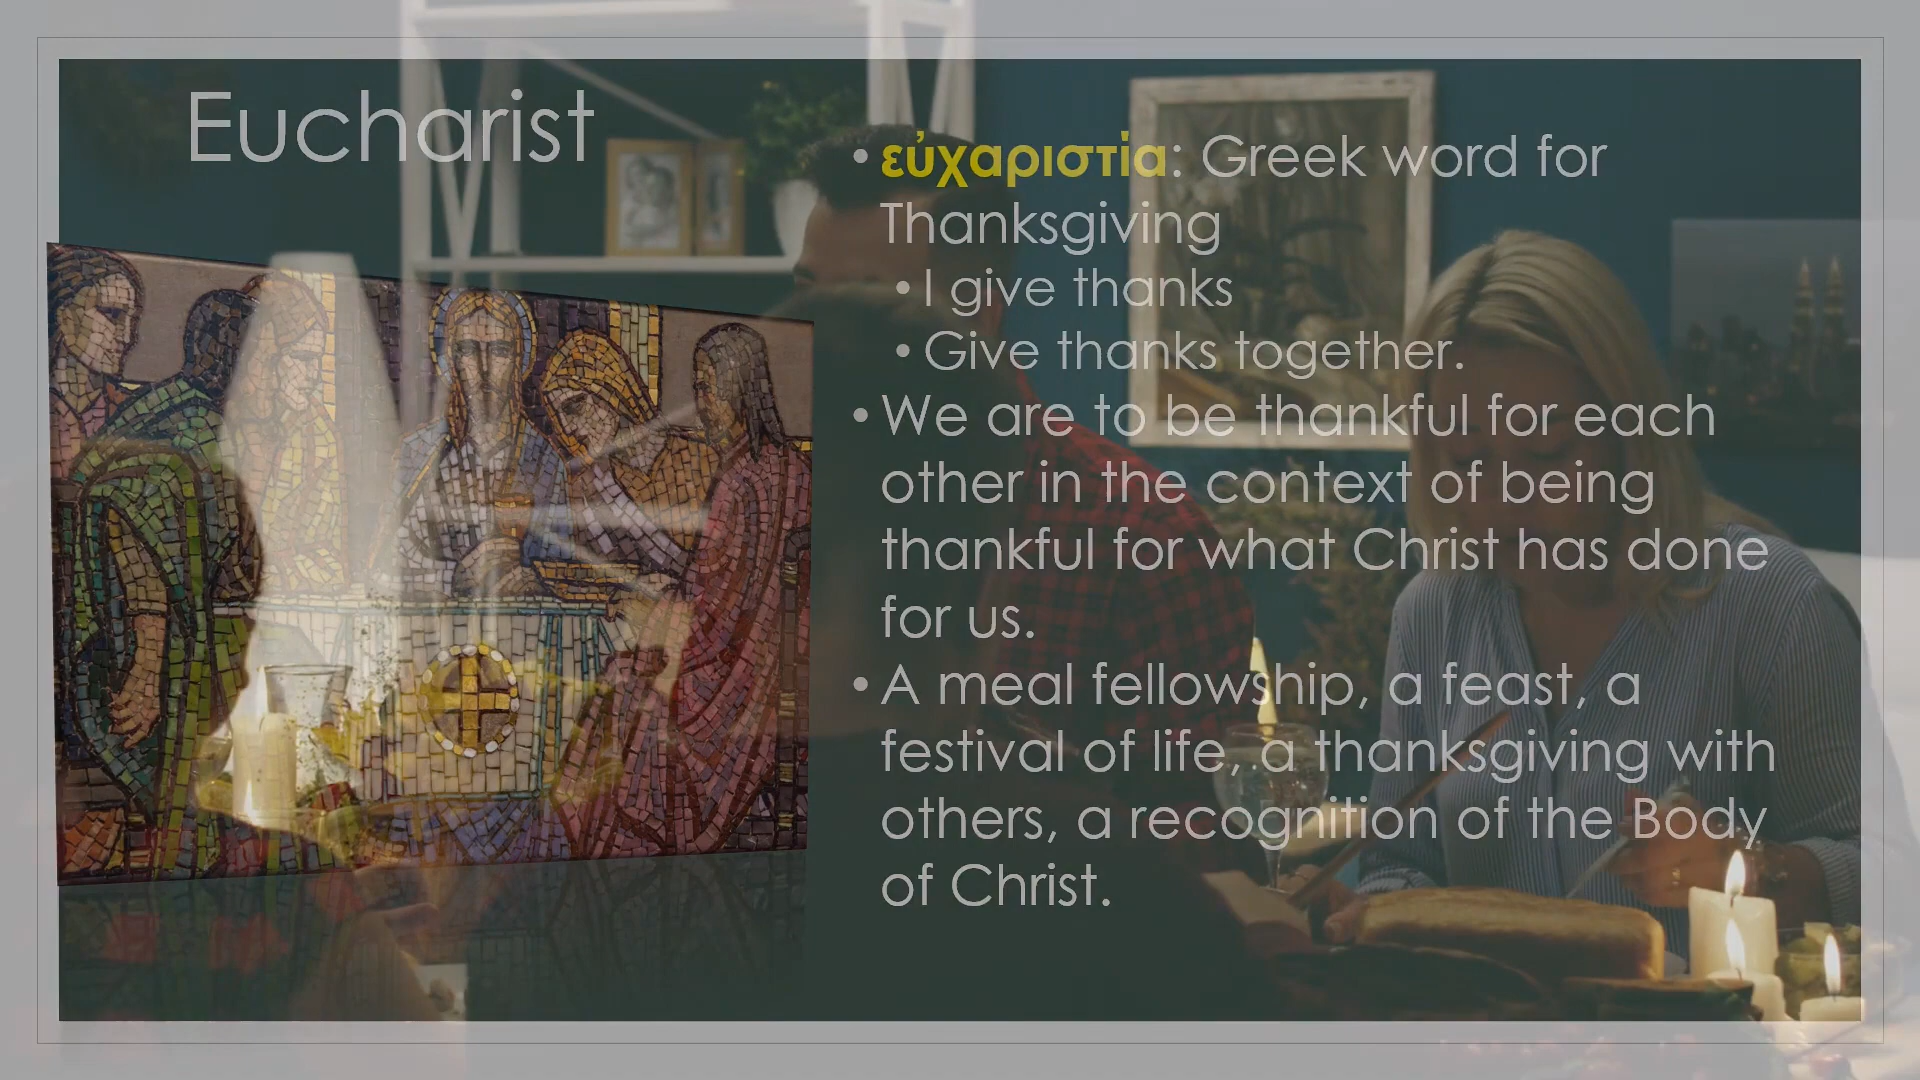 Eucharist
• εὐχαριστία: Greek word for
Thanksgiving
• I give thanks
• Give thanks together.
• We are to be thankful for each
other in the context of being
thankful for what Christ has done
for us.
• A meal fellowship, a feast, a
festival of life, a thanksgiving with
others, a recognition of the Body
of Christ.